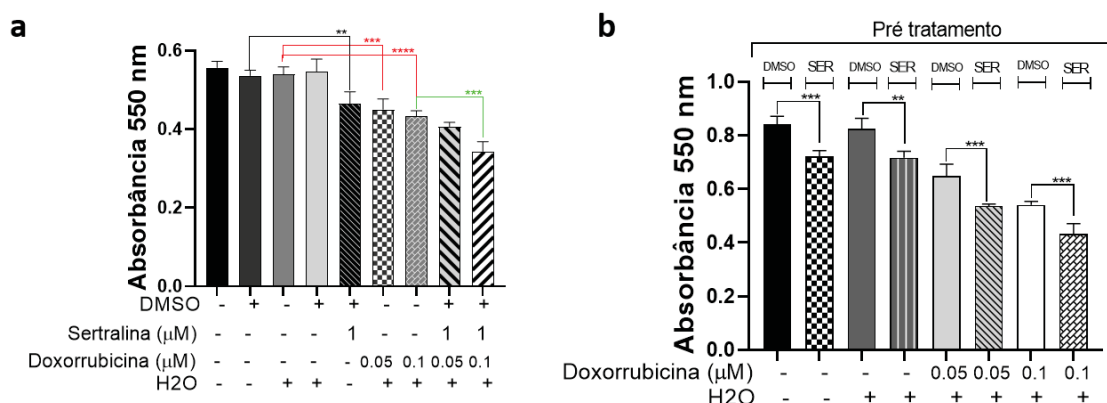 a
** 
***
****
***
Absorbância 550 nm
0.6
0.4
0.2
0.0
DMSO - + - + + - - + +
Sertralina (μM) - - - - 1 - - 1 1
Doxorrubicina (μM) - - - - - 0.05 0.1 0.05 0.1
H2O - - + + - + + + +
b
Pré tratamento
DMSO SER DMSO SER DMSO SER DMSO SER
*** ** *** ***
Absorbância 550 nm
1.0
0.8
0.6
0.4
0.2
0.0
Doxorrubicina (μM) - - - - 0.05 0.05 0.1 0.1
H2O - - + + + + + +